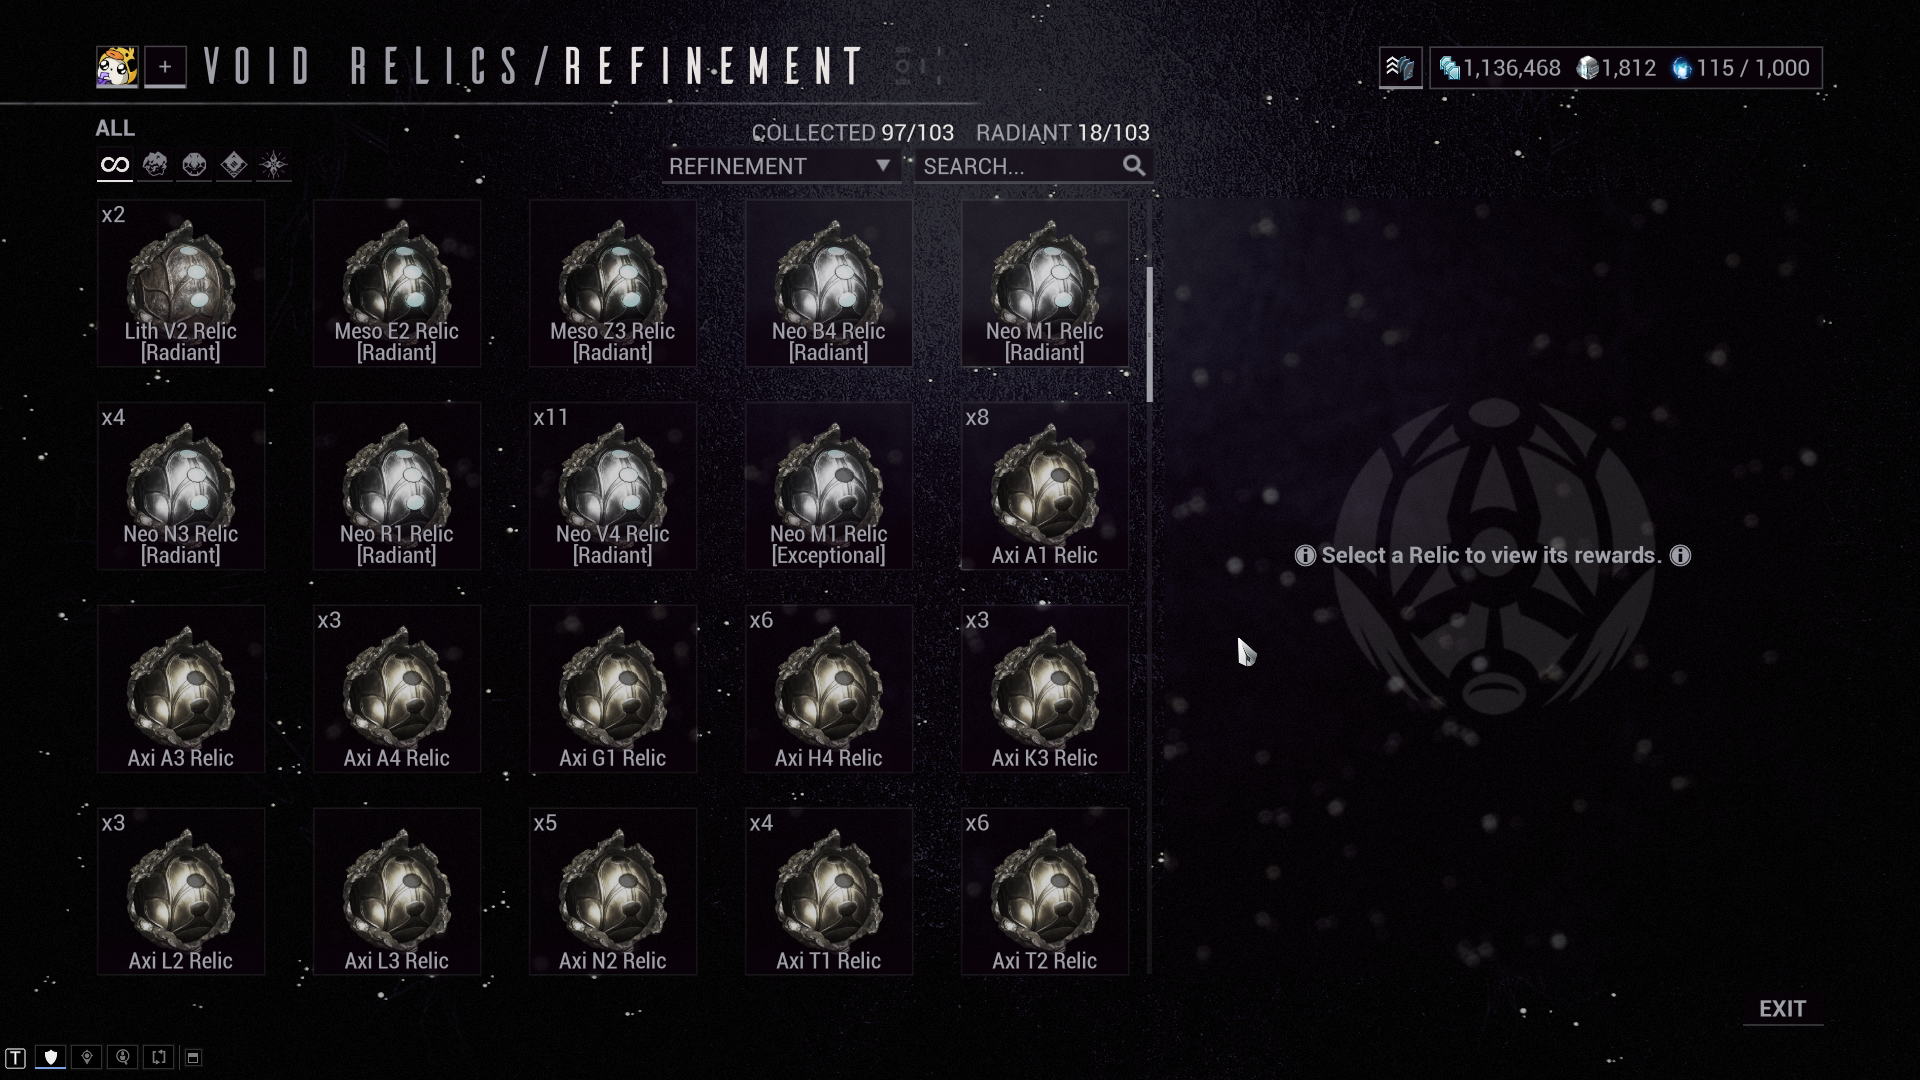 VOID RELICS/REFINEMENT
1,136,468 1,812 115 / 1,000
ALL
COLLECTED 97/103 RADIANT 18/103
REFINEMENT
SEARCH...
x2
Lith V2 Relic
[Radiant]
Meso E2 Relic
[Radiant]
Meso Z3 Relic
[Radiant]
Neo B4 Relic
[Radiant]
Neo M1 Relic
[Radiant]
x4
Neo N3 Relic
[Radiant]
Neo R1 Relic
[Radiant]
x11
Neo V4 Relic
[Radiant]
Neo M1 Relic
[Exceptional]
x8
Axi A1 Relic
Axi A3 Relic
x3
Axi A4 Relic
Axi G1 Relic
x6
Axi H4 Relic
x3
Axi K3 Relic
x3
Axi L2 Relic
Axi L3 Relic
x5
Axi N2 Relic
x4
Axi T1 Relic
x6
Axi T2 Relic
Select a Relic to view its rewards.
EXIT
T